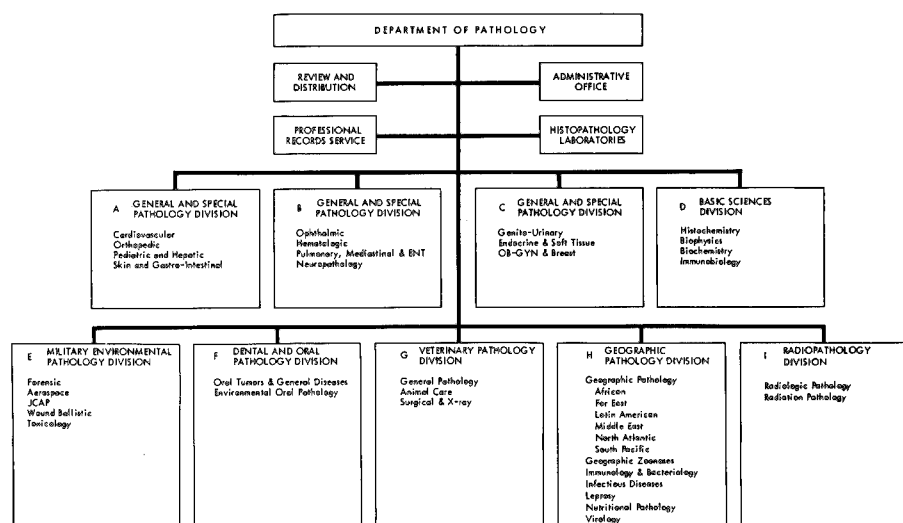 DEPARTMENT OF PATHOLOGY
REVIEW AND
DISTRIBUTION
ADMINISTRATIVE
OFFICE
PROFESSIONAL
RECORDS SERVICE
HISTOPATHOLOGY
LABORATORIES
A GENERAL AND SPECIAL
PATHOLOGY DIVISION
Cardiovascular
Orthopedic
Pediatric and Hepatic
Skin and Gastro-Intestinal
B GENERAL AND SPECIAL
PATHOLOGY DIVISION
Ophthalmic
Hematologic
Pulmonary, Mediastinal & ENT
Neuropathology
C GENERAL AND SPECIAL
PATHOLOGY DIVISION
Genito-Urinary
Endocrine & Soft Tissue
OB-GYN & Breast
D BASIC SCIENCES
DIVISION
Histochemistry
Biophysics
Biochemistry
Immunobiology
E MILITARY ENVIRONMENTAL
PATHOLOGY DIVISION
Forensic
Aerospace
JCAP
Wound Ballistic
Toxicology
F DENTAL AND ORAL
PATHOLOGY DIVISION
Oral Tumors & General Diseases
Environmental Oral Pathology
G VETERINARY PATHOLOGY
DIVISION
General Pathology
Animal Care
Surgical & X-ray
H GEOGRAPHIC
PATHOLOGY DIVISION
Geographic Pathology
African
Far East
Latin American
Middle East
North Atlantic
South Pacific
Geographic Zoonoses
Immunology & Bacteriology
Infectious Diseases
Leprosy
Nutritional Pathology
Virology
I RADIOPATHOLOGY
DIVISION
Radiologic Pathology
Radiation Pathology